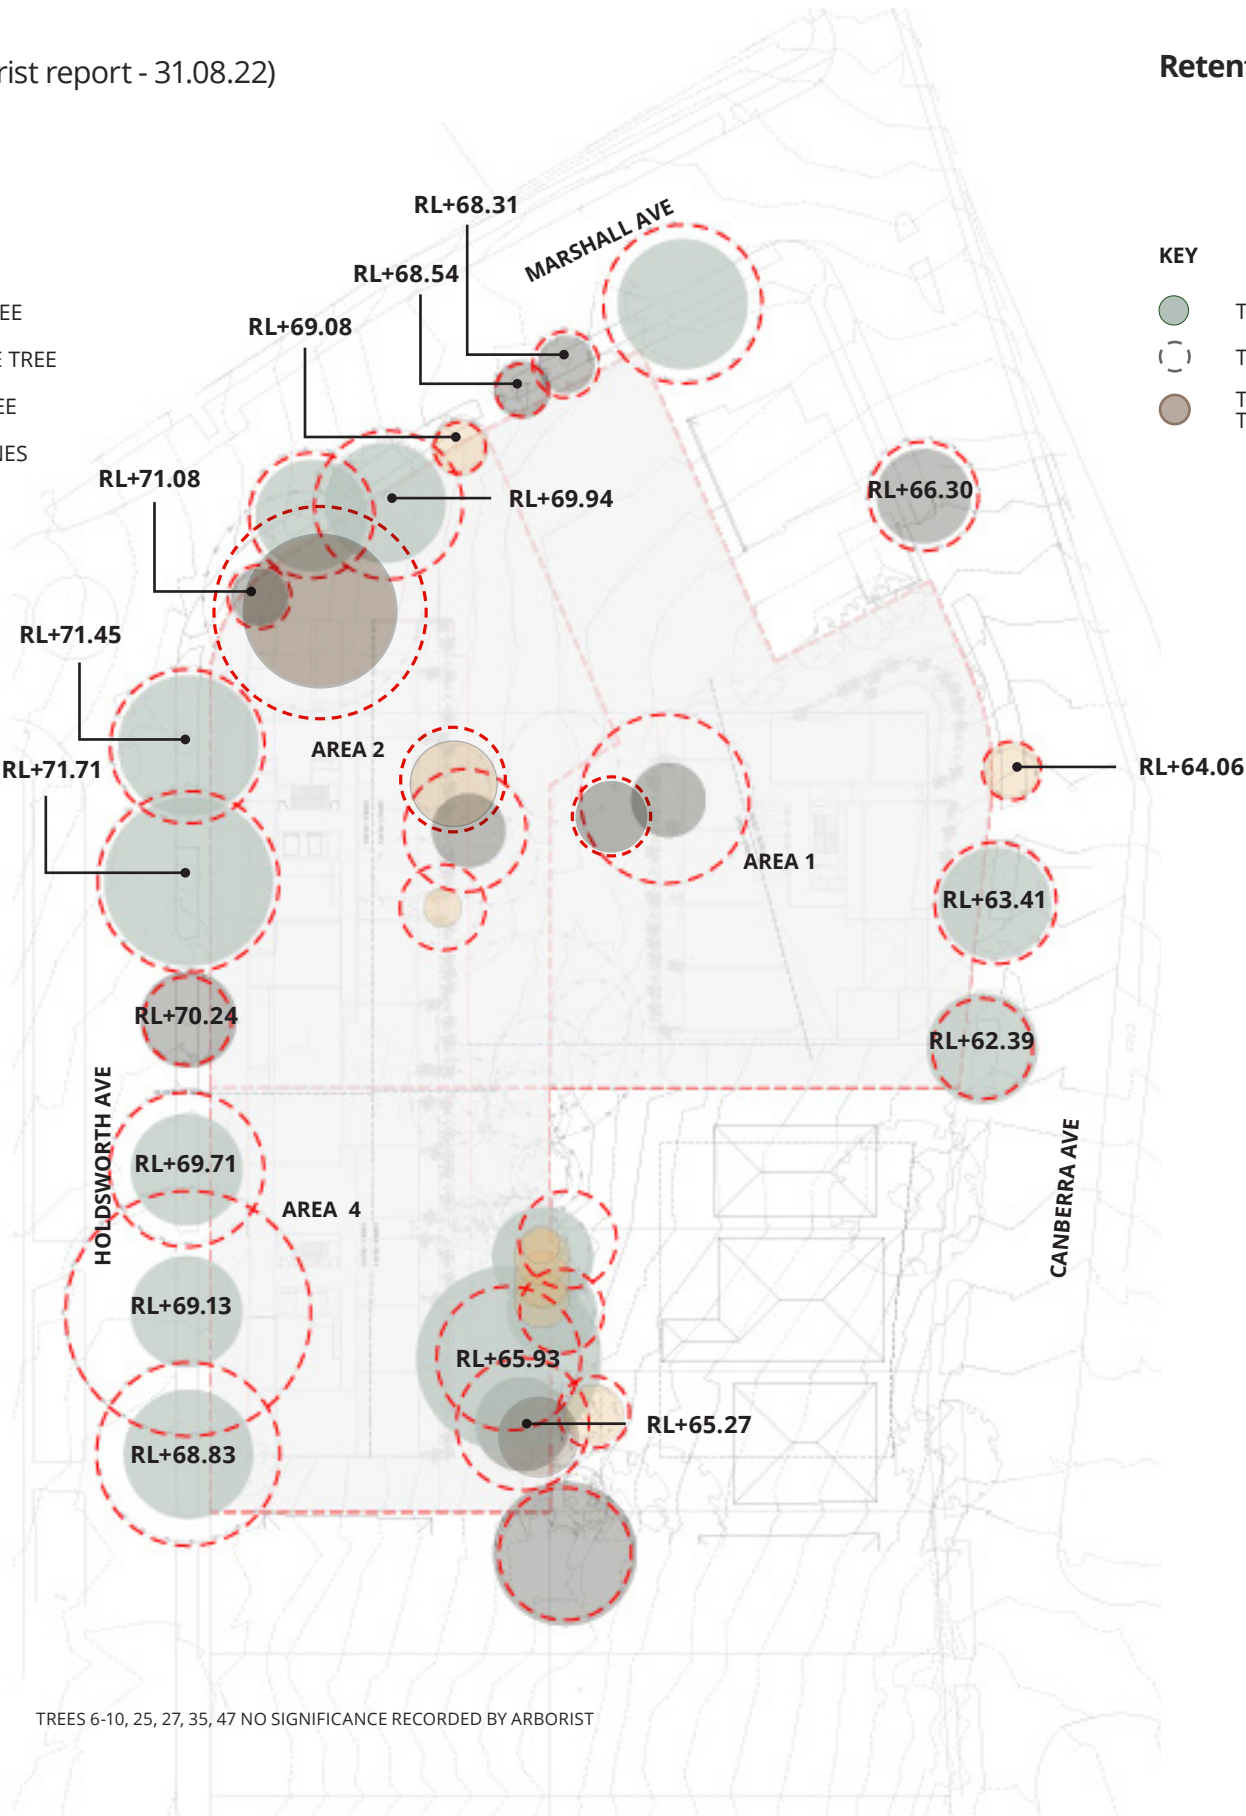 rist report - 31.08.22)
Retent
RL+68.31
MARSHALL AVE
RL+68.54
KEY
EE
T
RL+69.08
E TREE
T
EE
T
T
NES
RL+71.08
RL+69.94
RL+66.30
RL+71.45
AREA 2
RL+71.71
RL+64.06
AREA 1
RL+63.41
RL+70.24
RL+62.39
HOLDSWORTH AVE
RL+69.71
CANBERRA AVE
AREA 4
RL+69.13
RL+65.93
RL+65.27
RL+68.83
TREES 6-10, 25, 27, 35, 47 NO SIGNIFICANCE RECORDED BY ARBORIST